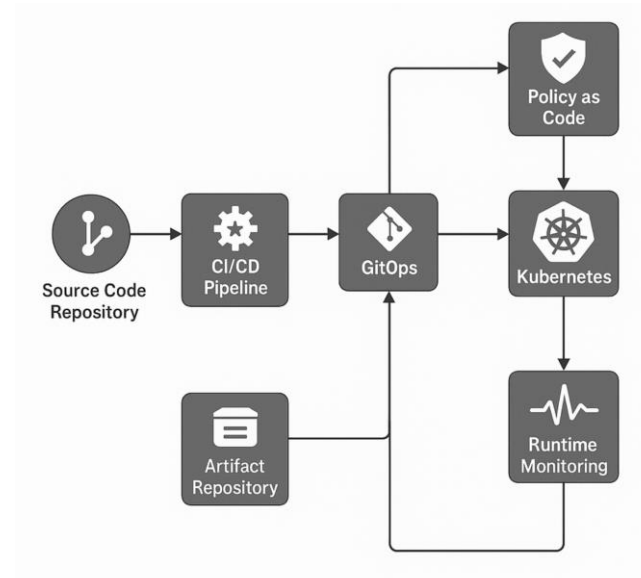 Policy as
Code
Source Code
Repository
CI/CD
Pipeline
GitOps
Kubernetes
Artifact
Repository
Runtime
Monitoring